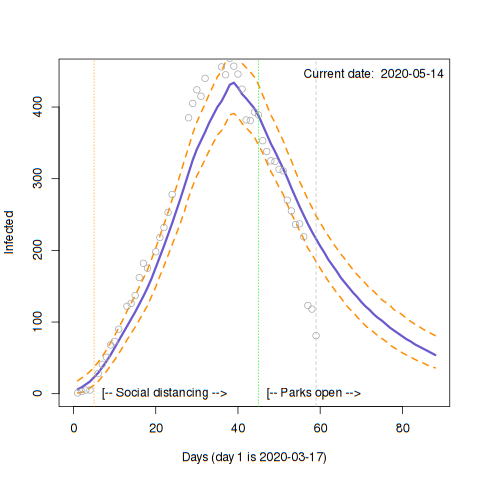 Current date: 2020-05-14
Infected
400
300
200
100
0
[-- Social distancing -->
[-- Parks open -->
0 20 40 60 80
Days (day 1 is 2020-03-17)